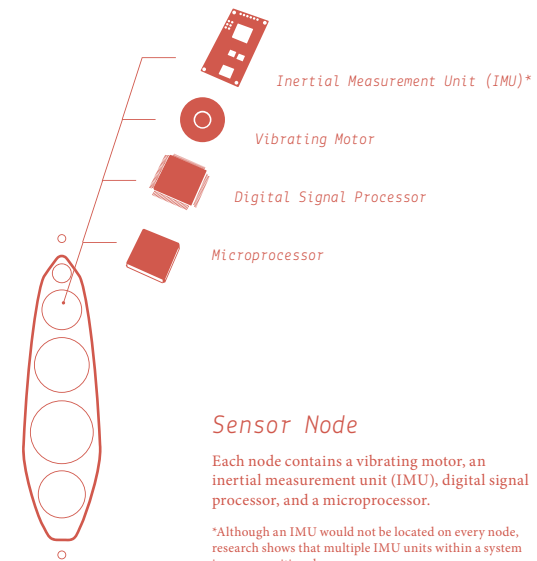 Inertial Measurement Unit (IMU)*
Vibrating Motor
Digital Signal Processor
Microprocessor
Sensor Node
Each node contains a vibrating motor, an
inertial measurement unit (IMU), digital signal
processor, and a microprocessor.
*Although an IMU would not be located on every node,
research shows that multiple IMU units within a system